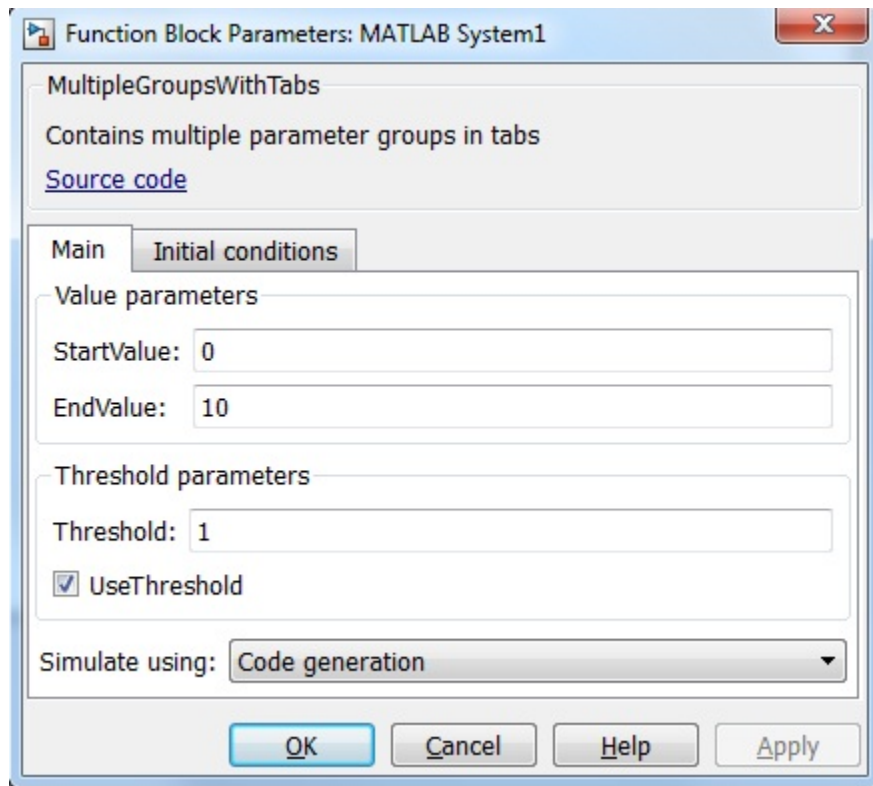 Function Block Parameters: MATLAB System1
MultipleGroupsWithTabs
Contains multiple parameter groups in tabs
Source code
Main Initial conditions
Value parameters
StartValue: 0
EndValue: 10
Threshold parameters
Threshold: 1
UseThreshold
Simulate using: Code generation
OK Cancel Help Apply